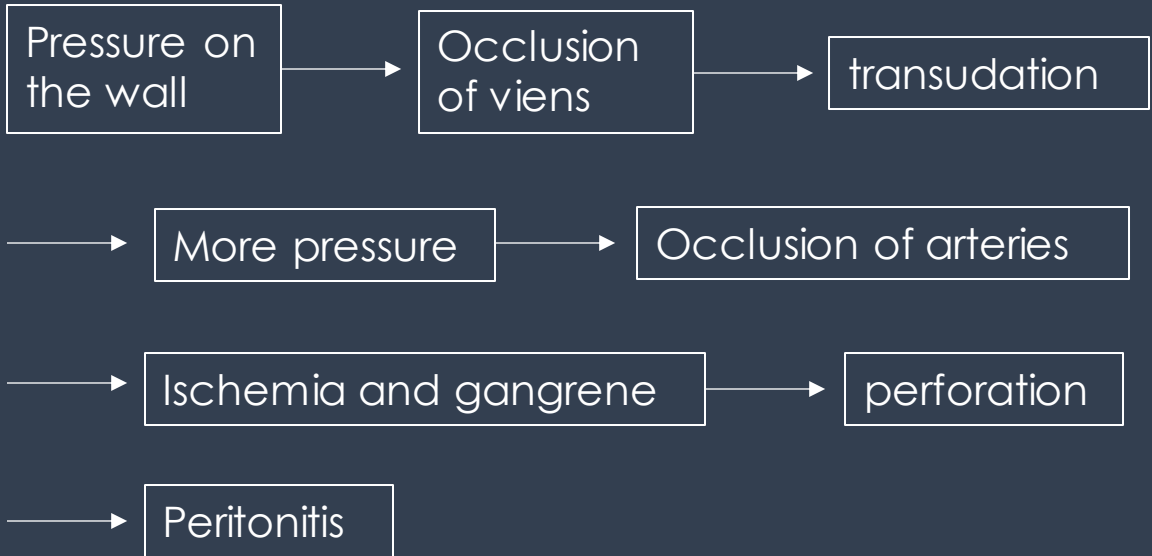 Pressure on
the wall
Occlusion
of viens
transudation
More pressure
Occlusion of arteries
Ischemia and gangrene
perforation
Peritonitis